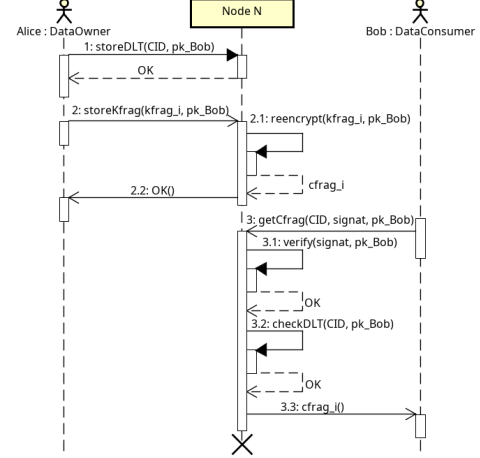 Node N
Alice : DataOwner
Bob : DataConsumer
1: storeDLT(CID, pk_Bob)
OK
2: storeKfrag(kfrag_i, pk_Bob)
2.1: reencrypt(kfrag_i, pk_Bob)
cfrag_i
2.2: OK()
3: getCfrag(CID, signat, pk_Bob)
3.1: verify(signat, pk_Bob)
OK
3.2: checkDLT(CID, pk_Bob)
OK
3.3: cfrag_i()